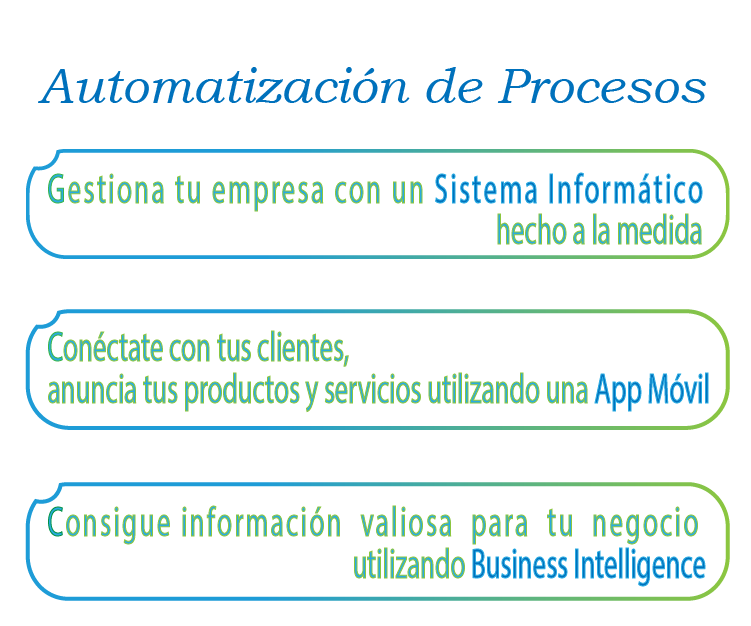 Automatización de Procesos
Gestiona tu empresa con un Sistema Informático
hecho a la medida
Conéctate con tus clientes,
anuncia tus productos y servicios utilizando una App Móvil
Consigue información valiosa para tu negocio
utilizando Business Intelligence